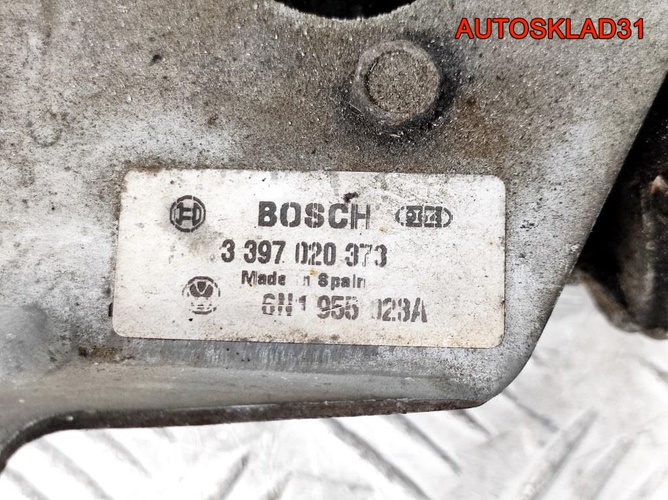 AUTOSKLAD31
BOSCH
3 397 020 373
Made in Spain
6N1 955 023A